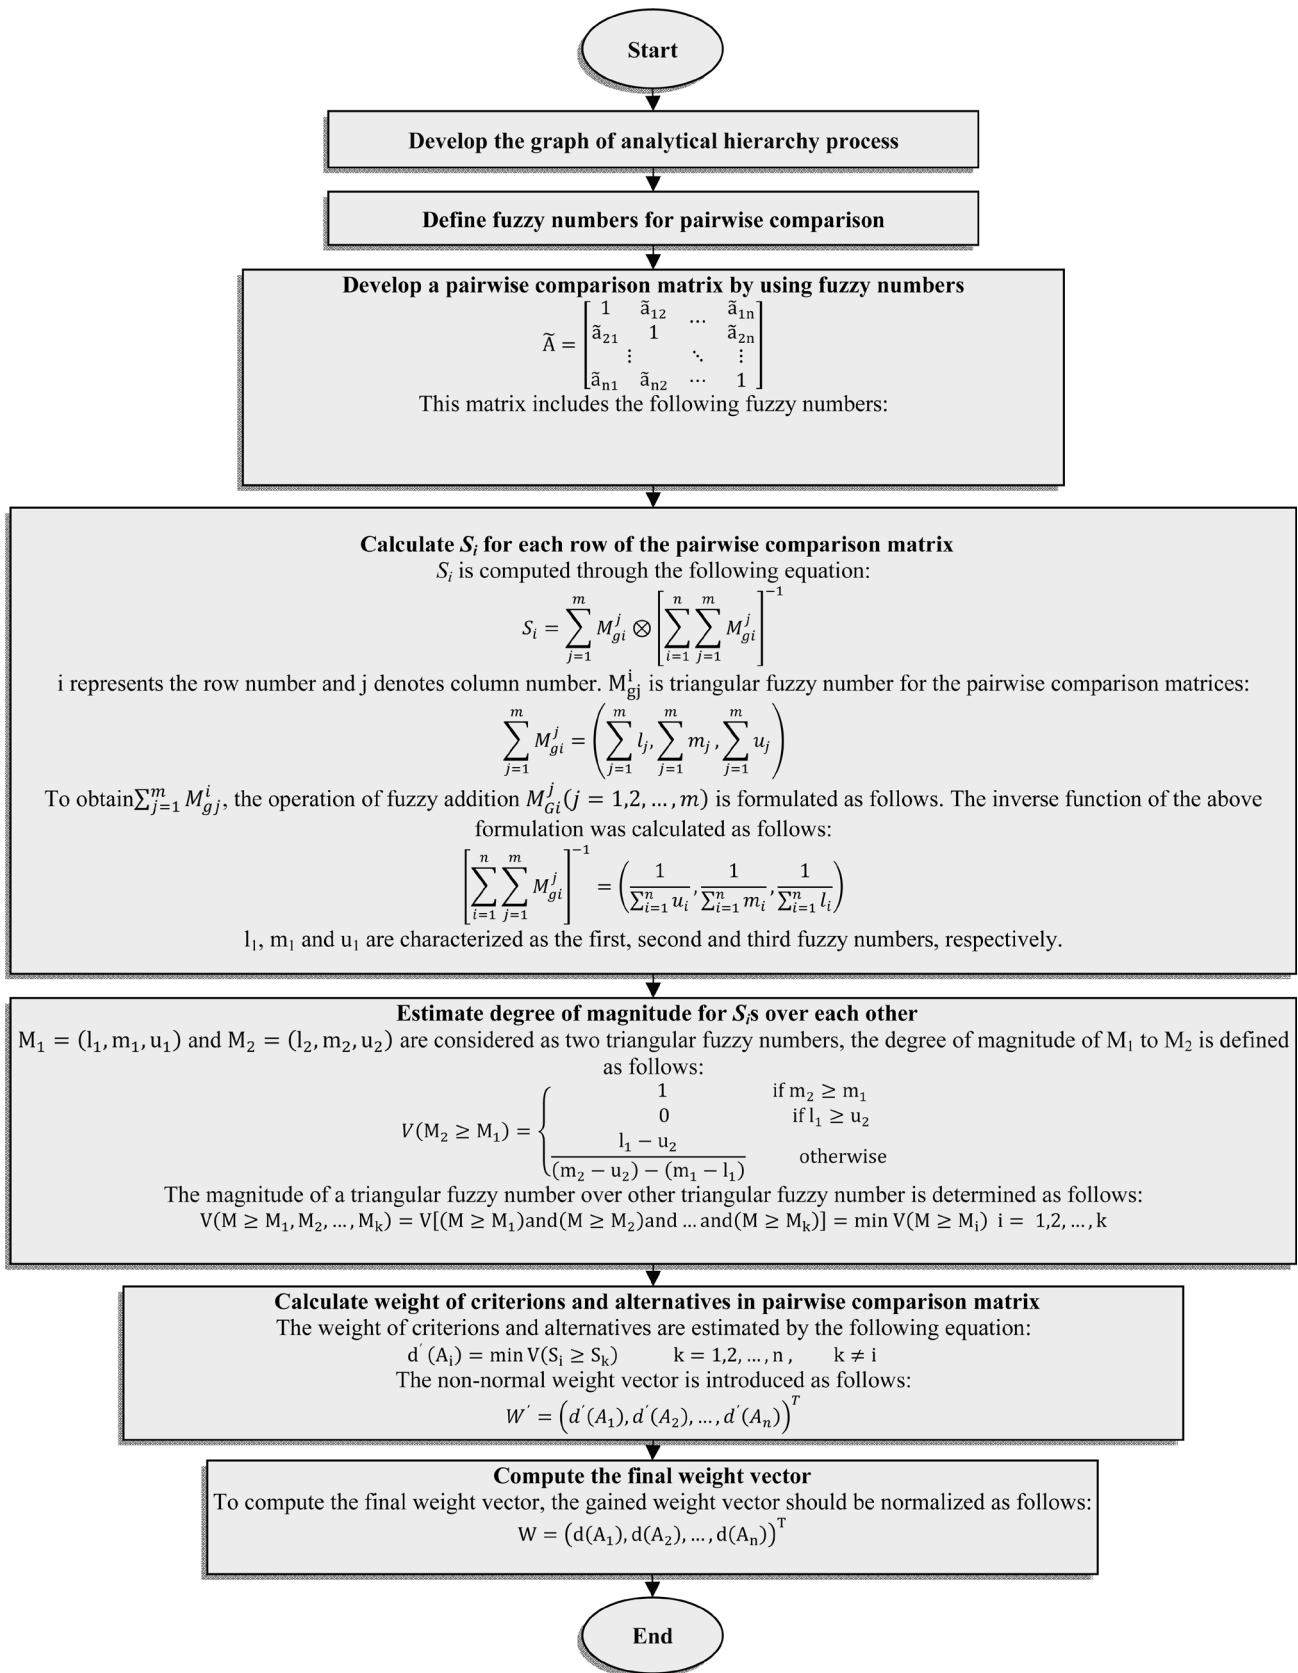 Start
Develop the graph of analytical hierarchy process
Define fuzzy numbers for pairwise comparison
Develop a pairwise comparison matrix by using fuzzy numbers
1 ã₁₂ … ã₁ₙ
Ã = [ ã₂₁ 1 ã₂ₙ
⋮ ⋱ ⋮
ãₙ₁ ãₙ₂ ⋯ 1 ]
This matrix includes the following fuzzy numbers:
Calculate S_i for each row of the pairwise comparison matrix
S_i is computed through the following equation:
S_i = ∑_{j=1}^{m} M_{gi}^{j} ⊗ [∑_{i=1}^{n} ∑_{j=1}^{m} M_{gi}^{j}]^{−1}
i represents the row number and j denotes column number. M_{gj}^{i} is triangular fuzzy number for the pairwise comparison matrices:
∑_{j=1}^{m} M_{gi}^{j} = (∑_{j=1}^{m} l_j, ∑_{j=1}^{m} m_j, ∑_{j=1}^{m} u_j)
To obtain∑_{j=1}^{m} M_{gj}^{i}, the operation of fuzzy addition M_{Gi}^{j}(j = 1,2, …, m) is formulated as follows. The inverse function of the above
formulation was calculated as follows:
[∑_{i=1}^{n} ∑_{j=1}^{m} M_{gi}^{j}]^{−1} = (1/∑_{i=1}^{n} u_i, 1/∑_{i=1}^{n} m_i, 1/∑_{i=1}^{n} l_i)
l₁, m₁ and u₁ are characterized as the first, second and third fuzzy numbers, respectively.
Estimate degree of magnitude for S_is over each other
M₁ = (l₁, m₁, u₁) and M₂ = (l₂, m₂, u₂) are considered as two triangular fuzzy numbers, the degree of magnitude of M₁ to M₂ is defined
as follows:
1 if m₂ ≥ m₁
0 if l₁ ≥ u₂
V(M₂ ≥ M₁) = { (l₁ − u₂)/((m₂ − u₂) − (m₁ − l₁)) otherwise
The magnitude of a triangular fuzzy number over other triangular fuzzy number is determined as follows:
V(M ≥ M₁, M₂, …, M_k) = V[(M ≥ M₁)and(M ≥ M₂)and … and(M ≥ M_k)] = min V(M ≥ M_i) i = 1,2, …, k
Calculate weight of criterions and alternatives in pairwise comparison matrix
The weight of criterions and alternatives are estimated by the following equation:
d′(A_i) = min V(S_i ≥ S_k) k = 1,2, …, n , k ≠ i
The non-normal weight vector is introduced as follows:
W′ = (d′(A₁), d′(A₂), …, d′(Aₙ))^T
Compute the final weight vector
To compute the final weight vector, the gained weight vector should be normalized as follows:
W = (d(A₁), d(A₂), …, d(Aₙ))^T
End